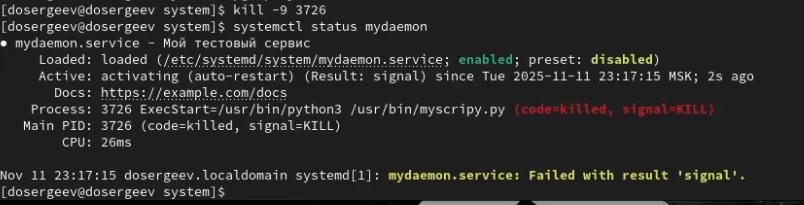 [dosergeev@dosergeev system]$ kill -9 3726
[dosergeev@dosergeev system]$ systemctl status mydaemon
● mydaemon.service - Мой тестовый сервис
Loaded: loaded (/etc/systemd/system/mydaemon.service; enabled; preset: disabled)
Active: activating (auto-restart) (Result: signal) since Tue 2025-11-11 23:17:15 MSK; 2s ago
Docs: https://example.com/docs
Process: 3726 ExecStart=/usr/bin/python3 /usr/bin/myscripy.py (code=killed, signal=KILL)
Main PID: 3726 (code=killed, signal=KILL)
CPU: 26ms

Nov 11 23:17:15 dosergeev.localdomain systemd[1]: mydaemon.service: Failed with result 'signal'.
[dosergeev@dosergeev system]$